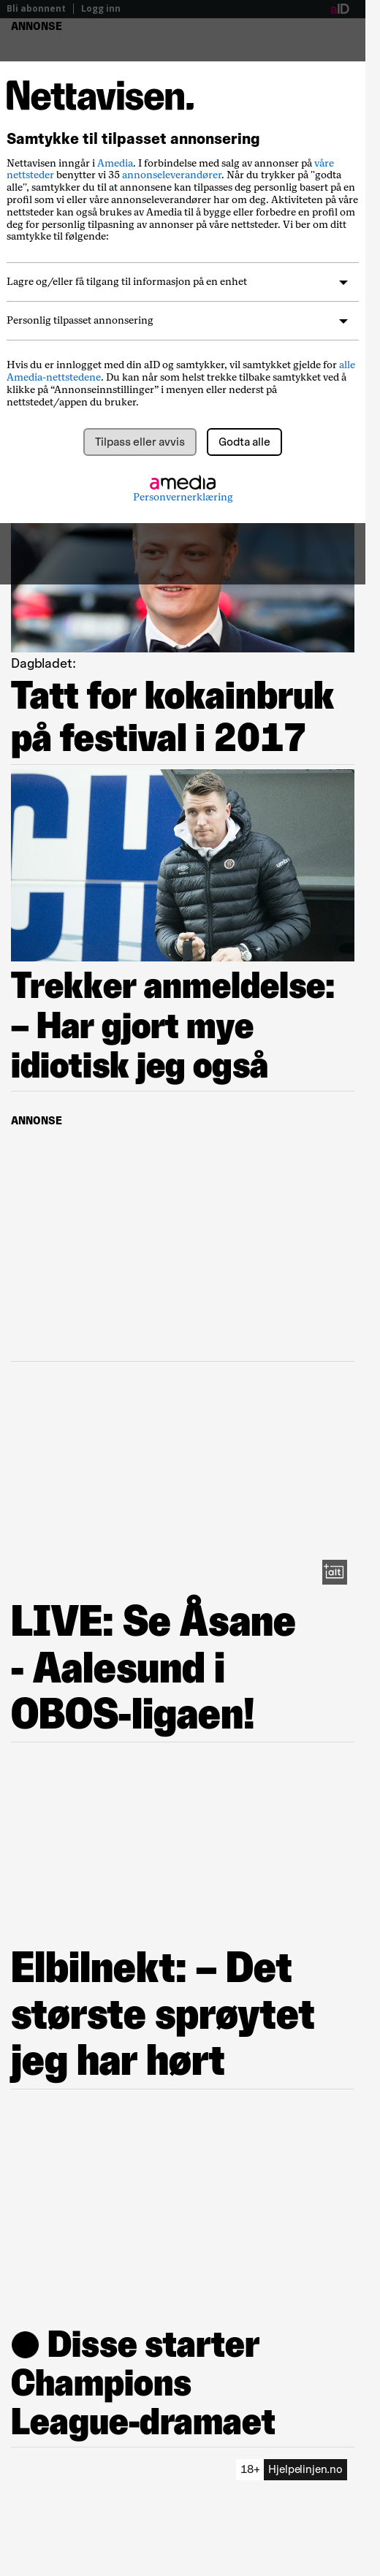 Bli abonnent | Logg inn
aID
ANNONSE
Nettavisen.
Samtykke til tilpasset annonsering
Nettavisen inngår i Amedia. I forbindelse med salg av annonser på våre
nettsteder benytter vi 35 annonseleverandører. Når du trykker på "godta
alle", samtykker du til at annonsene kan tilpasses deg personlig basert på en
profil som vi eller våre annonseleverandører har om deg. Aktiviteten på våre
nettsteder kan også brukes av Amedia til å bygge eller forbedre en profil om
deg for personlig tilpasning av annonser på våre nettsteder. Vi ber om ditt
samtykke til følgende:
Lagre og/eller få tilgang til informasjon på en enhet
Personlig tilpasset annonsering
Hvis du er innlogget med din aID og samtykker, vil samtykket gjelde for alle
Amedia-nettstedene. Du kan når som helst trekke tilbake samtykket ved å
klikke på “Annonseinnstillinger” i menyen eller nederst på
nettstedet/appen du bruker.
Tilpass eller avvis
Godta alle
amedia
Personvernerklæring
Dagbladet:
Tatt for kokainbruk
på festival i 2017
CH
Trekker anmeldelse:
– Har gjort mye
idiotisk jeg også
ANNONSE
+alt
LIVE: Se Åsane
- Aalesund i
OBOS-ligaen!
Elbilnekt: – Det
største sprøytet
jeg har hørt
● Disse starter
Champions
League-dramaet
18+ Hjelpelinjen.no